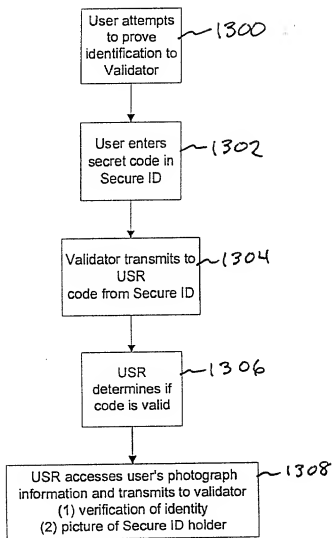 User attempts
to prove
identification to
Validator
1300
User enters
secret code in
Secure ID
1302
Validator transmits to
USR
code from Secure ID
1304
USR
determines if
code is valid
1306
USR accesses user's photograph
information and transmits to validator
(1) verification of identity
(2) picture of Secure ID holder
1308